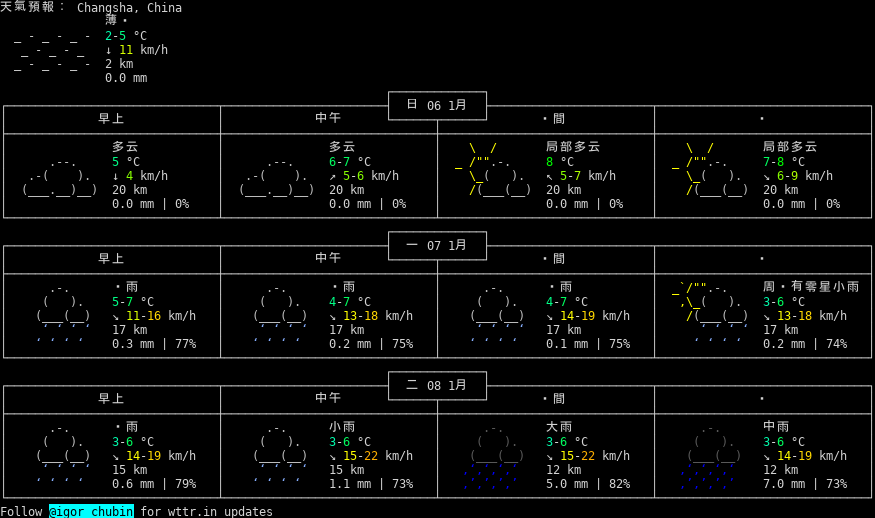 天氣預報： Changsha, China
薄・
2-5 °C
↓ 11 km/h
2 km
0.0 mm
日 06 1月
早上 中午 ・間 ・
多云 多云 局部多云 局部多云
5 °C 6-7 °C 8 °C 7-8 °C
↓ 4 km/h ↗ 5-6 km/h ↖ 5-7 km/h ↘ 6-9 km/h
20 km 20 km 20 km 20 km
0.0 mm | 0% 0.0 mm | 0% 0.0 mm | 0% 0.0 mm | 0%
一 07 1月
早上 中午 ・間 ・
・雨 ・雨 ・雨 周・有零星小雨
5-7 °C 4-7 °C 4-7 °C 3-6 °C
↘ 11-16 km/h ↘ 13-18 km/h ↘ 14-19 km/h ↘ 13-18 km/h
17 km 17 km 17 km 17 km
0.3 mm | 77% 0.2 mm | 75% 0.1 mm | 75% 0.2 mm | 74%
二 08 1月
早上 中午 ・間 ・
・雨 小雨 大雨 中雨
3-6 °C 3-6 °C 3-6 °C 3-6 °C
↘ 14-19 km/h ↘ 15-22 km/h ↘ 15-22 km/h ↘ 14-19 km/h
15 km 15 km 12 km 12 km
0.6 mm | 79% 1.1 mm | 73% 5.0 mm | 82% 7.0 mm | 73%
Follow @igor_chubin for wttr.in updates